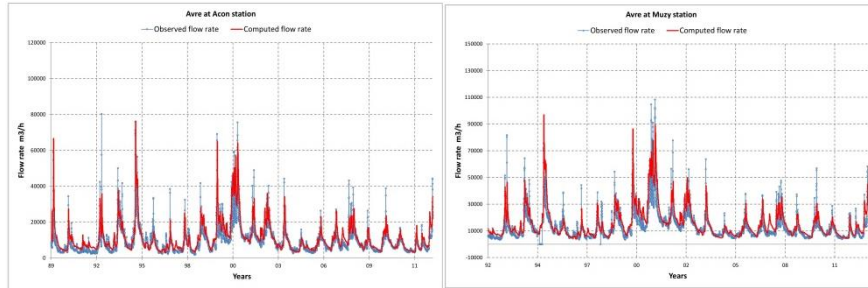 Avre at Acon station
Observed flow rate Computed flow rate
Flow rate m3/h
120000
100000
80000
60000
40000
20000
0
89 92 95 98 00 03 06 09 11
Years
Avre at Muzy station
Observed flow rate Computed flow rate
Flow rate m3/h
150000
130000
110000
90000
70000
50000
30000
10000
-10000
92 94 97 00 02 05 08 11
Years